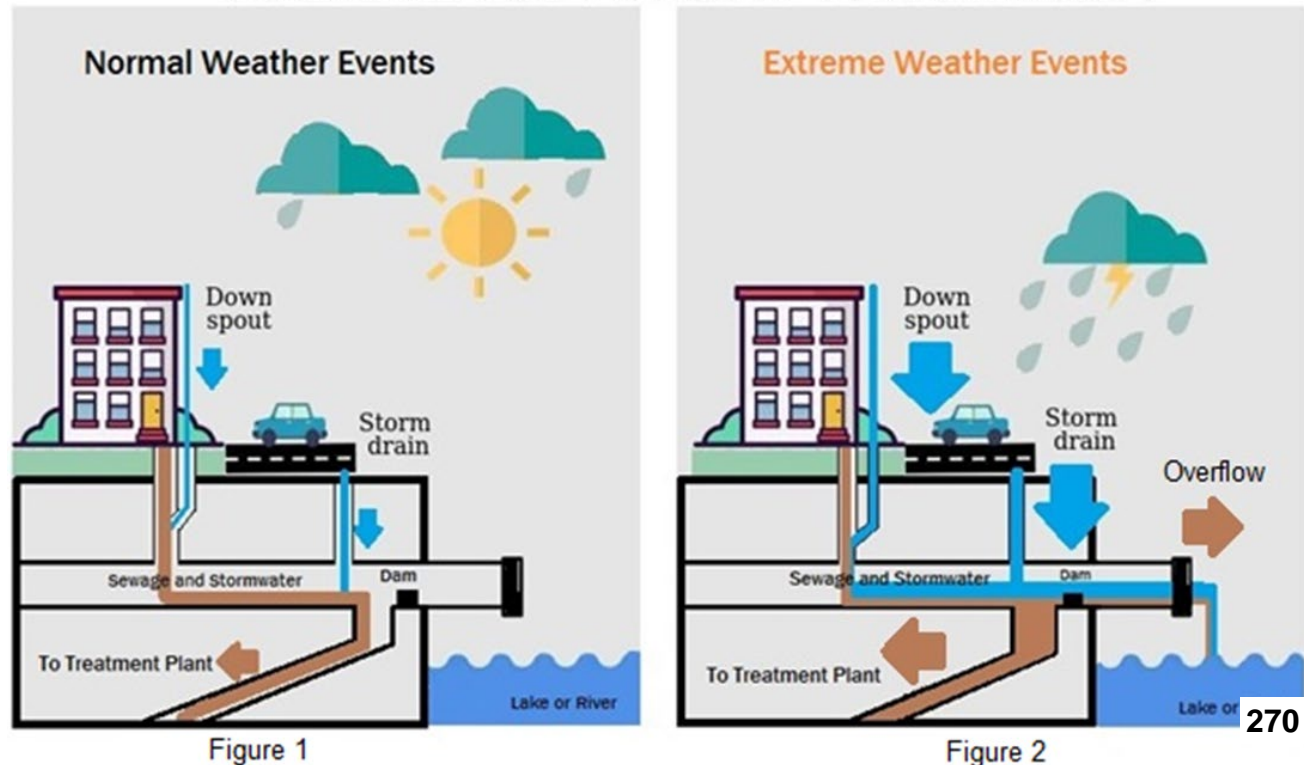 Normal Weather Events
Down
spout
Storm
drain
Sewage and Stormwater
Dam
To Treatment Plant
Lake or River
Figure 1
Extreme Weather Events
Down
spout
Storm
drain
Overflow
Sewage and Stormwater
Dam
To Treatment Plant
Lake or
270
Figure 2